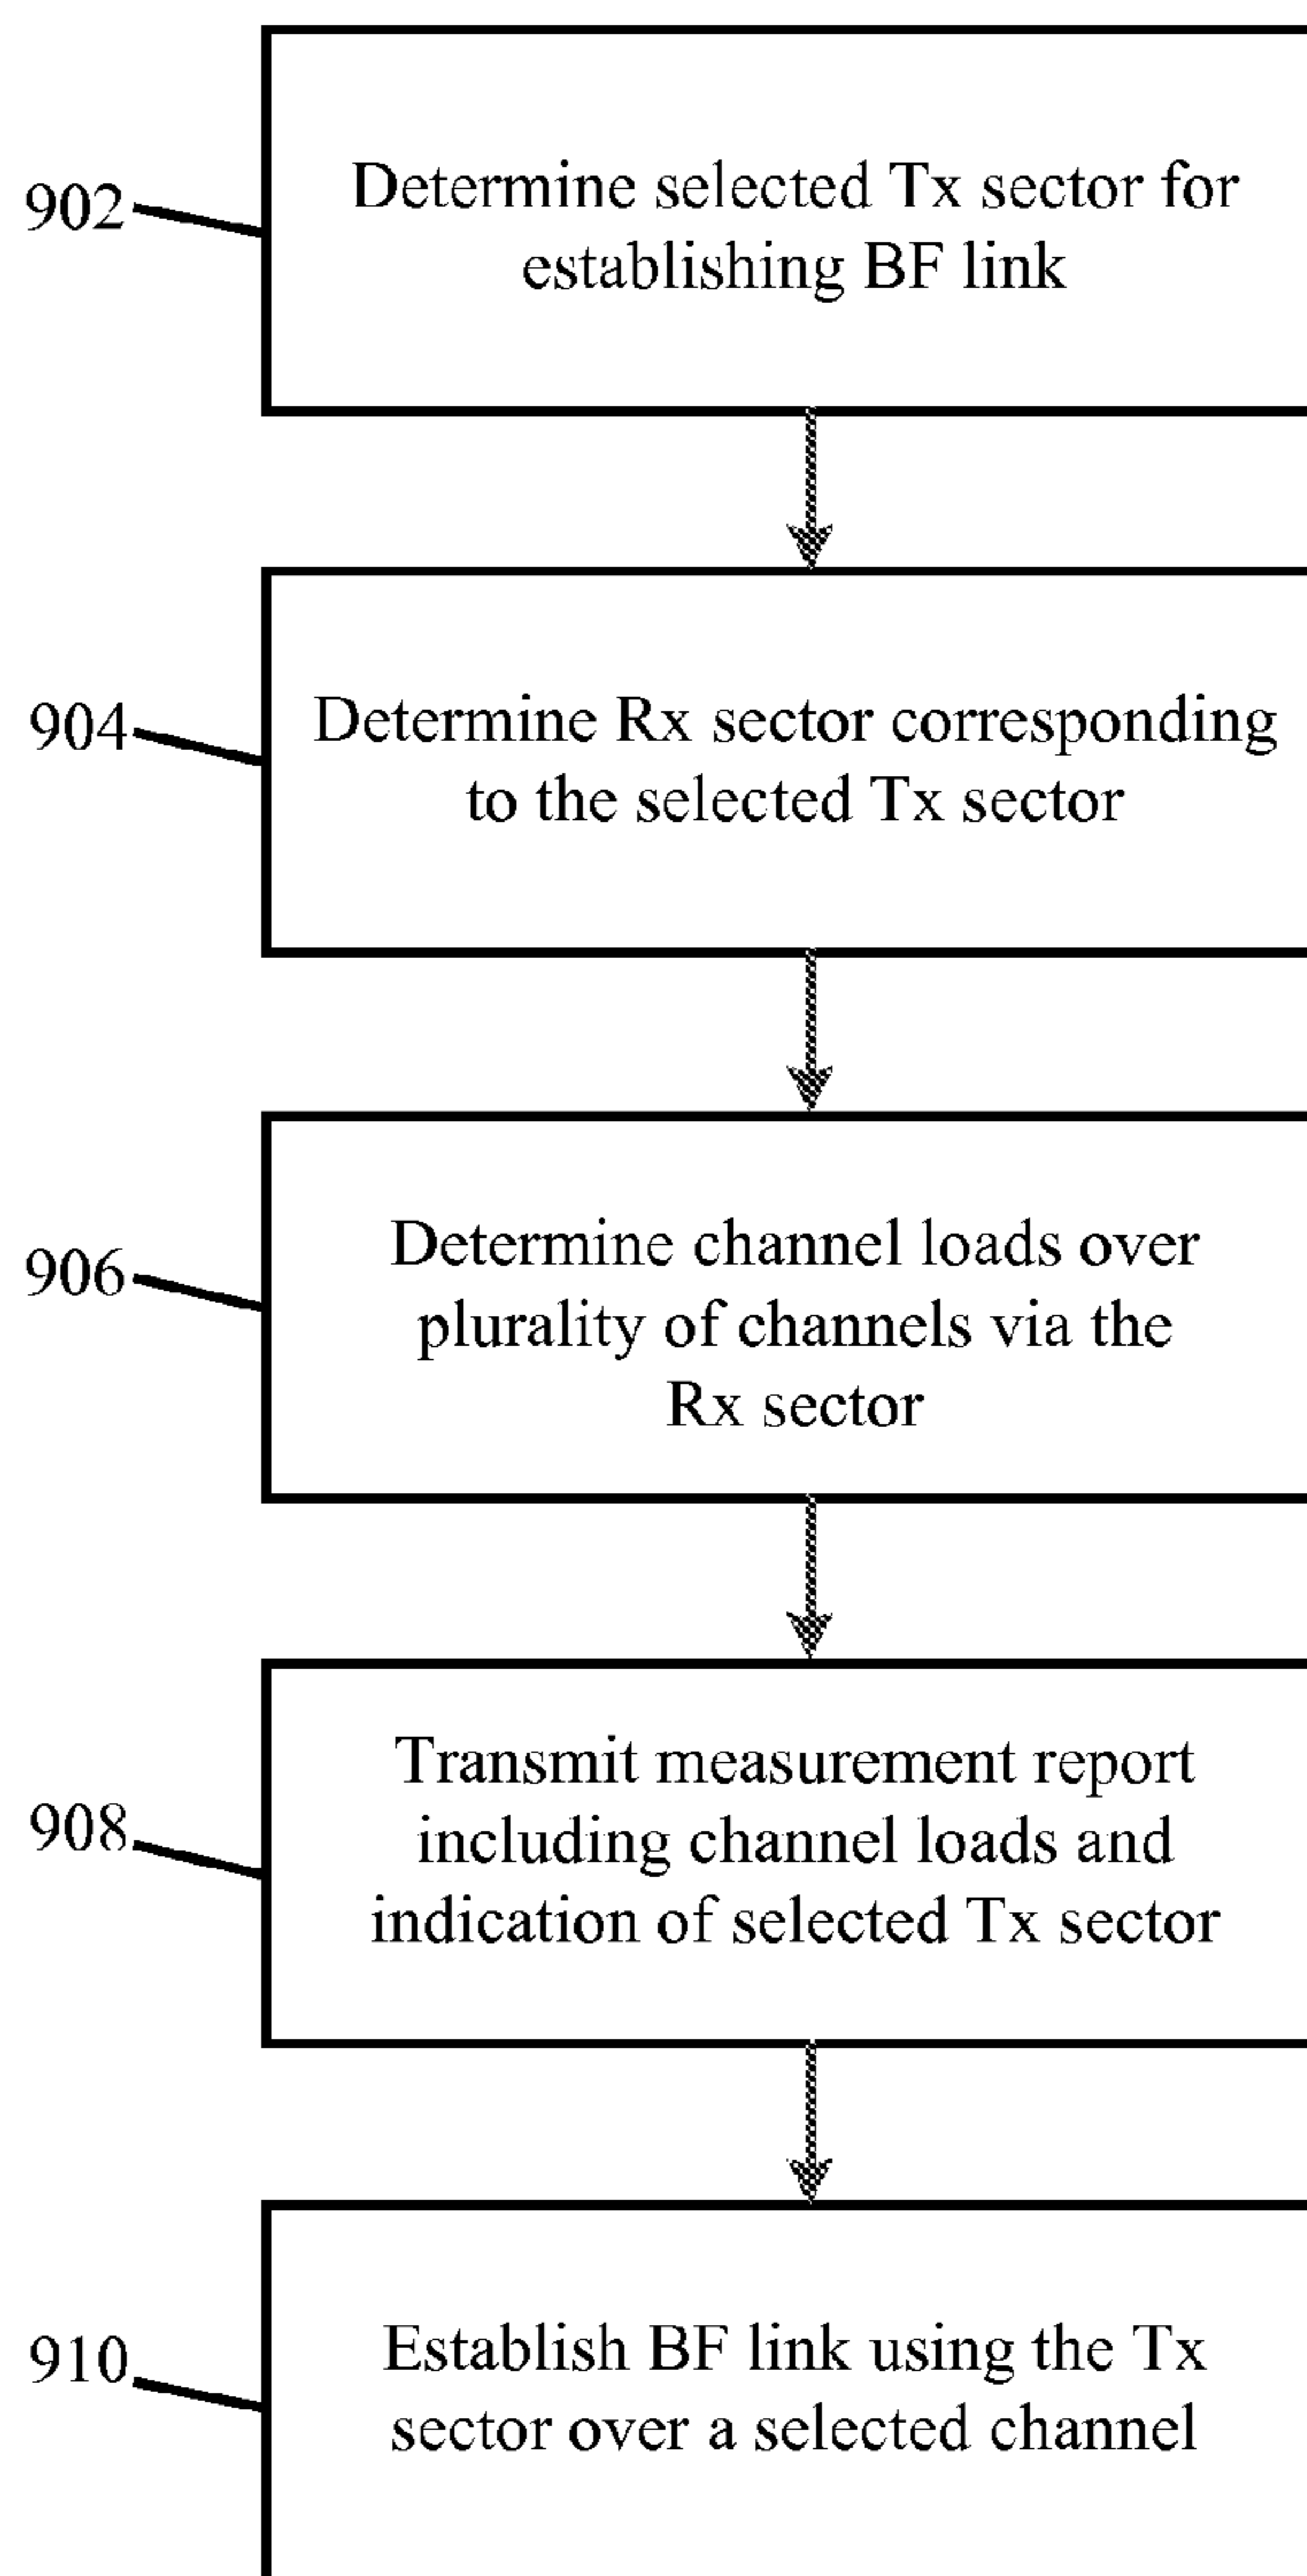 902
Determine selected Tx sector for
establishing BF link
904
Determine Rx sector corresponding
to the selected Tx sector
906
Determine channel loads over
plurality of channels via the
Rx sector
908
Transmit measurement report
including channel loads and
indication of selected Tx sector
910
Establish BF link using the Tx
sector over a selected channel